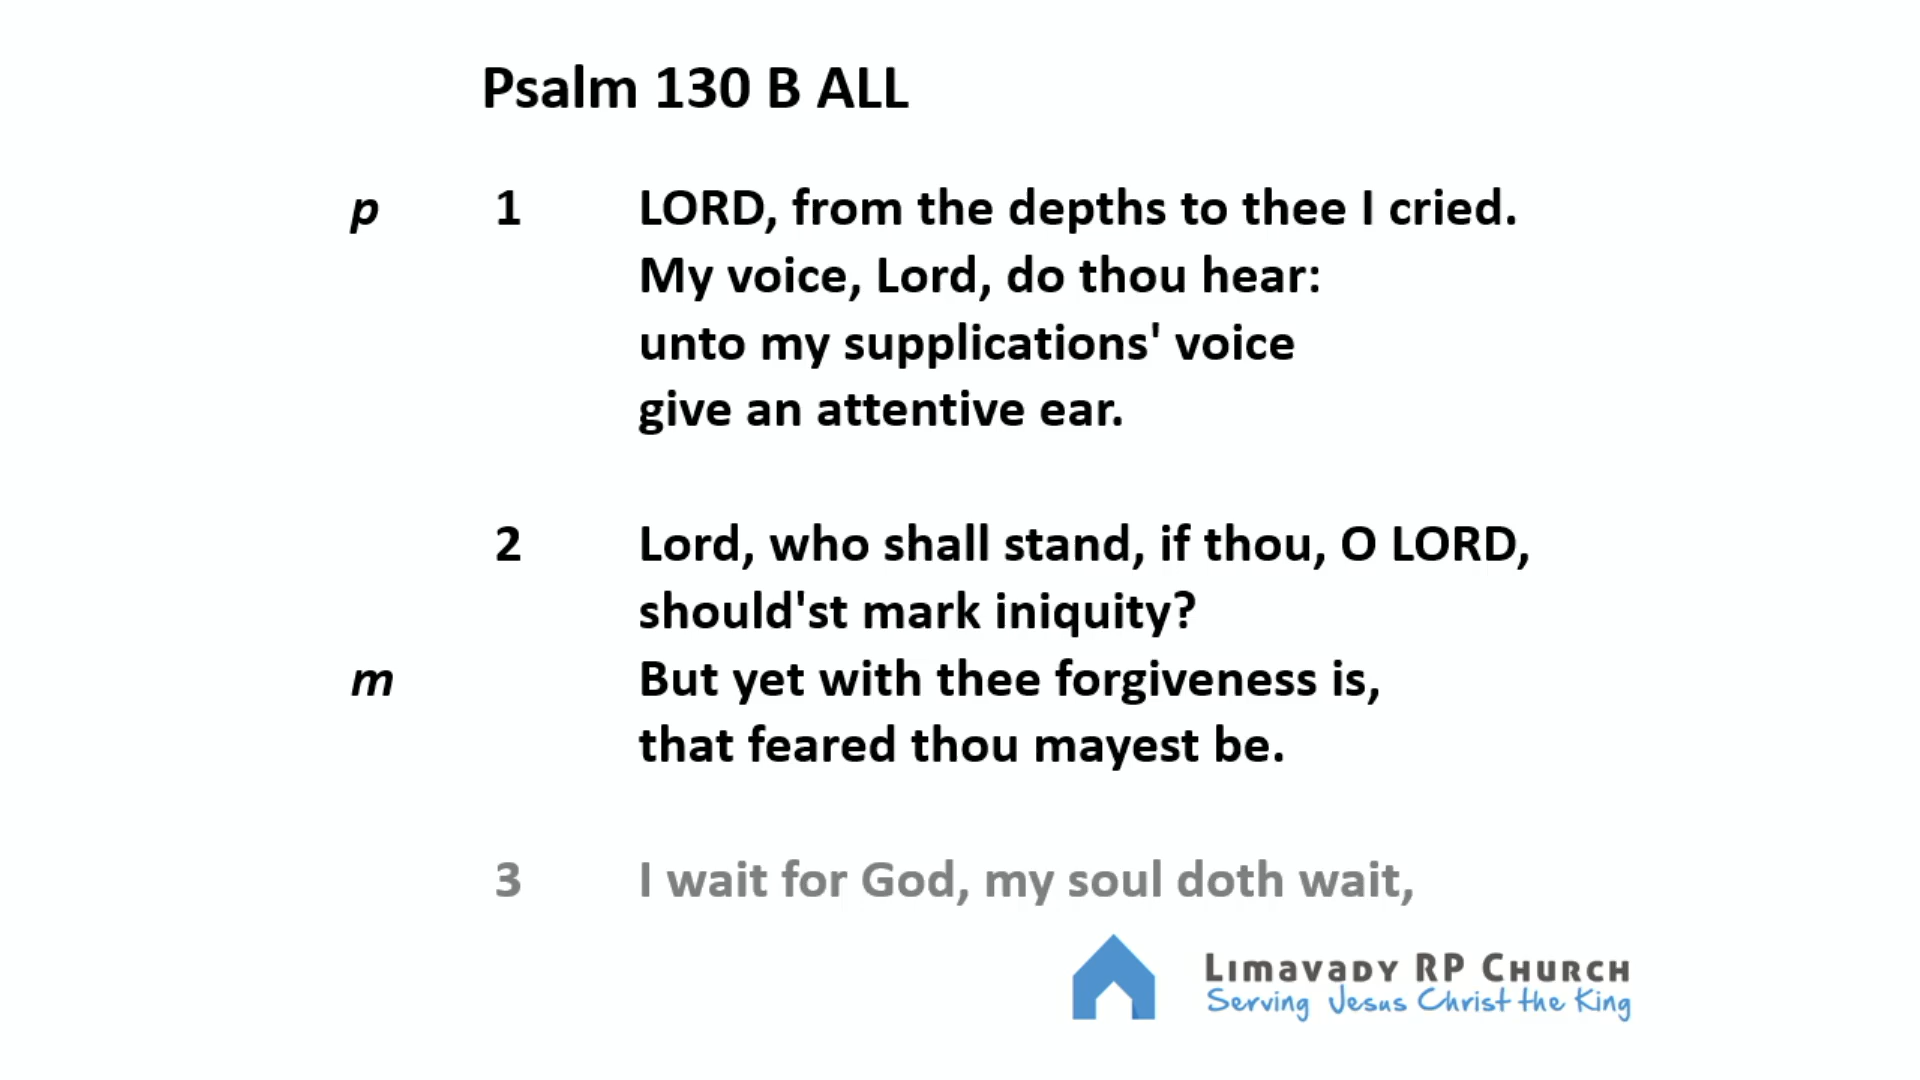 Psalm 130 B ALL
p 1 LORD, from the depths to thee I cried.
My voice, Lord, do thou hear:
unto my supplications' voice
give an attentive ear.
2 Lord, who shall stand, if thou, O LORD,
should'st mark iniquity?
m But yet with thee forgiveness is,
that feared thou mayest be.
3 I wait for God, my soul doth wait,
LIMAVADY RP CHURCH
Serving Jesus Christ the King